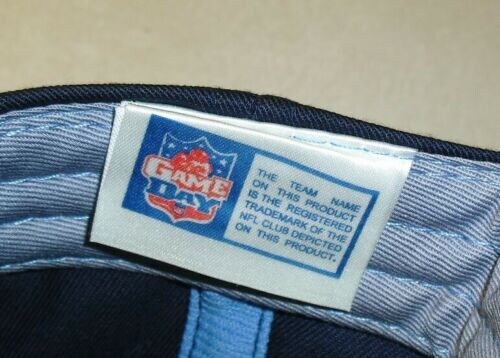 GAME
DAY
THE TEAM NAME
ON THIS PRODUCT
IS THE REGISTERED
TRADEMARK OF THE
NFL CLUB DEPICTED
ON THIS PRODUCT.